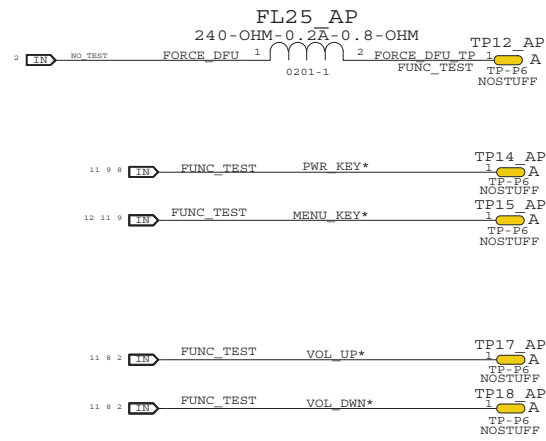 FL25_AP
240-OHM-0.2A-0.8-OHM
TP12_AP
2 IN NO_TEST FORCE_DFU 1 2 FORCE_DFU_TP 1 A
0201-1
FUNC_TEST TP-P6
NOSTUFF
TP14_AP
11 9 8 IN FUNC_TEST PWR_KEY* 1 A
TP-P6
NOSTUFF
TP15_AP
12 11 9 IN FUNC_TEST MENU_KEY* 1 A
TP-P6
NOSTUFF
TP17_AP
11 8 2 IN FUNC_TEST VOL_UP* 1 A
TP-P6
NOSTUFF
TP18_AP
11 8 2 IN FUNC_TEST VOL_DWN* 1 A
TP-P6
NOSTUFF